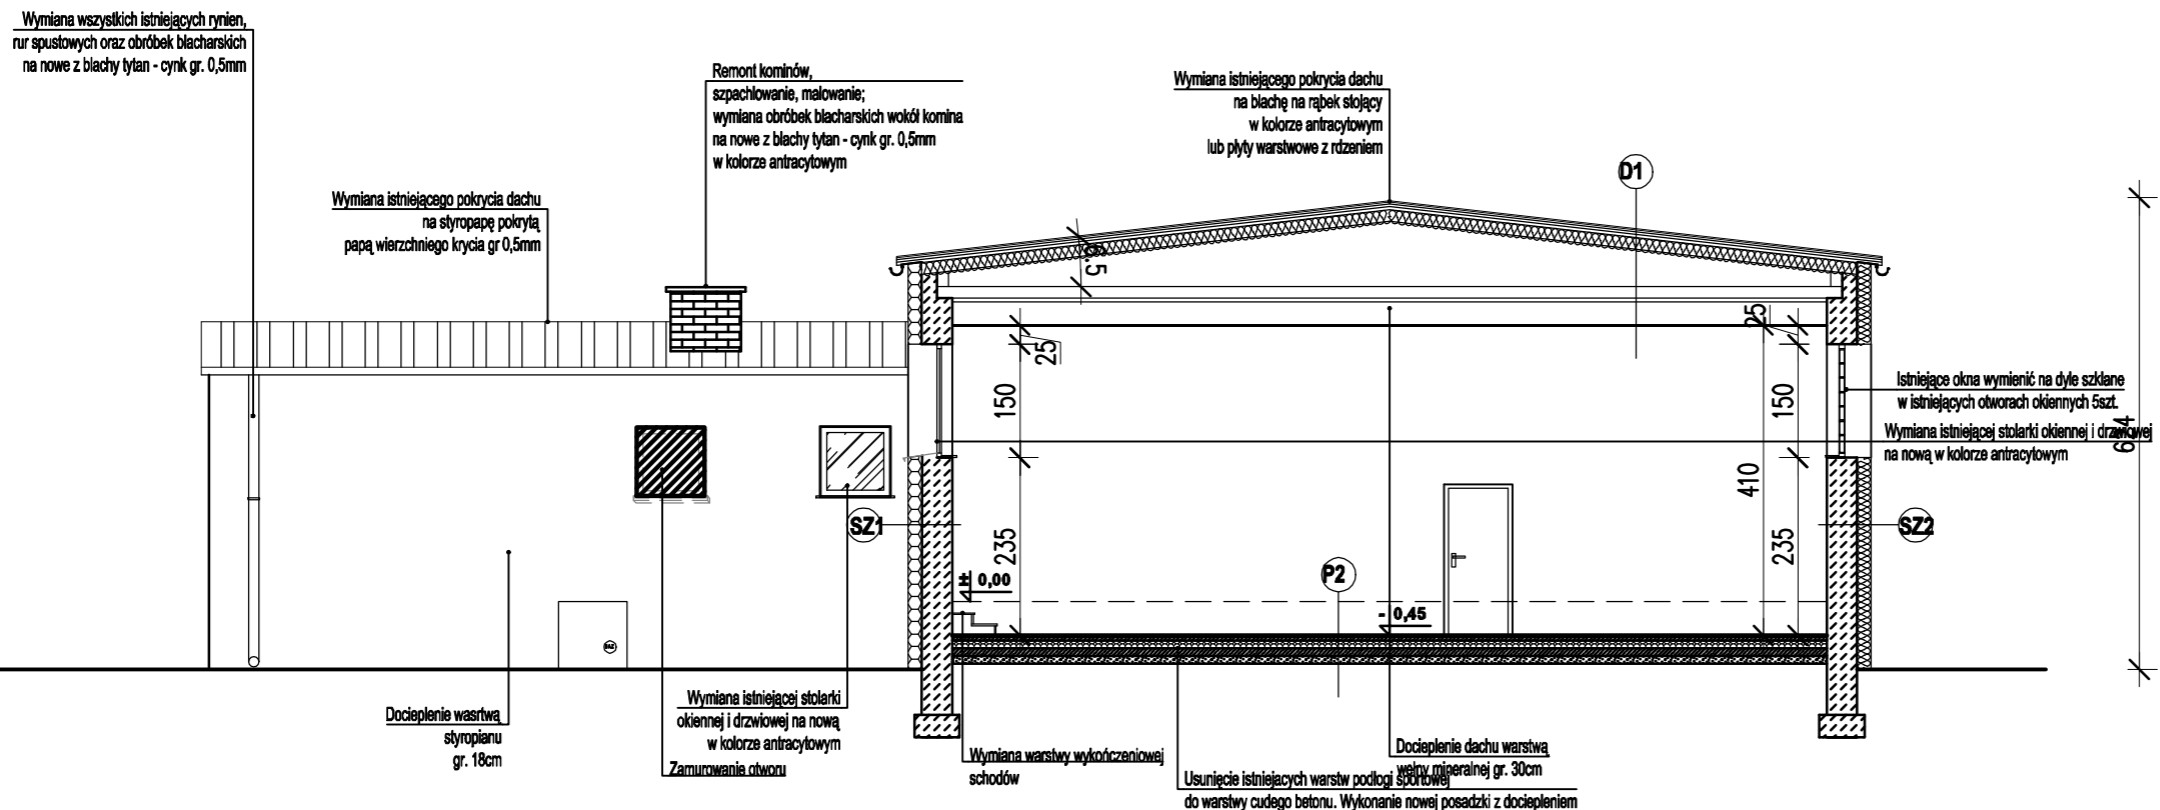 Wymiana wszystkich istniejących rynien,
rur spustowych oraz obróbek blacharskich
na nowe z blachy tytan - cynk gr. 0,5mm
Remont kominów,
szpachlowanie, malowanie;
wymiana obróbek blacharskich wokół komina
na nowe z blachy tytan - cynk gr. 0,5mm
w kolorze antracytowym
Wymiana istniejącego pokrycia dachu
na blachę na rąbek stojący
w kolorze antracytowym
lub płyty warstwowe z rdzeniem
D1
Wymiana istniejącego pokrycia dachu
na styropapę pokrytą
papą wierzchniego krycia gr 0,5mm
25
25
150
150
410
235
235
Istniejące okna wymienić na dyle szklane
w istniejących otworach okiennych 5szt.
Wymiana istniejącej stolarki okiennej i drzwiowej
na nową w kolorze antracytowym
SZ1
SZ2
P2
± 0,00
- 0,45
Docieplenie wasrtwą
styropianu
gr. 18cm
Wymiana istniejącej stolarki
okiennej i drzwiowej na nową
w kolorze antracytowym
Zamurowanie otworu
Wymiana warstwy wykończeniowej
schodów
Docieplenie dachu warstwą
wełny mineralnej gr. 30cm
Usunięcie istniejacych warstw podłogi sportowej
do warstwy cudego betonu. Wykonanie nowej posadzki z dociepleniem